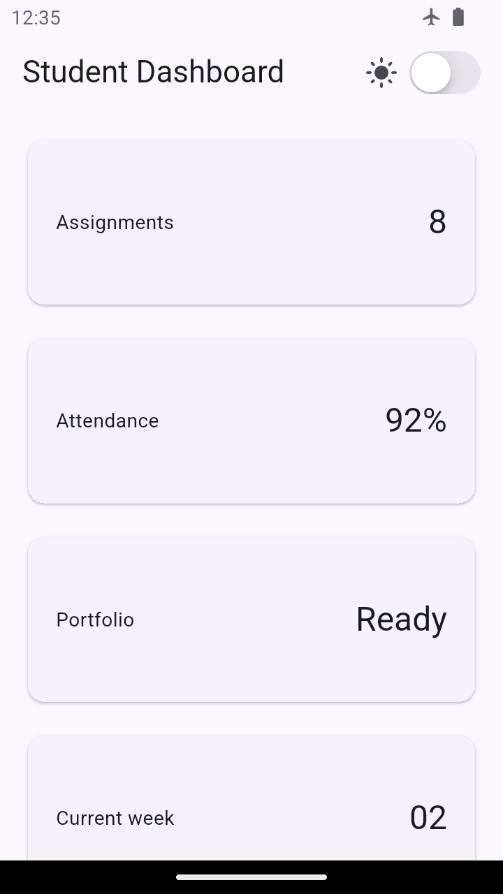 12:35
Student Dashboard
Assignments 8
Attendance 92%
Portfolio Ready
Current week 02